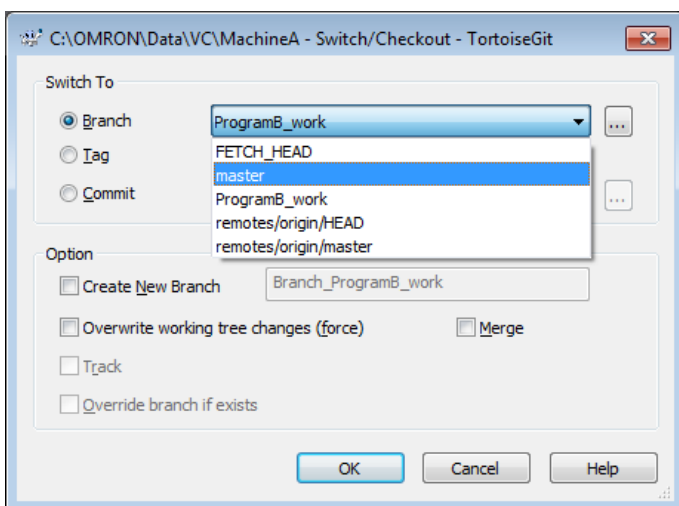 C:\OMRON\Data\VC\MachineA - Switch/Checkout - TortoiseGit
Switch To
Branch
ProgramB_work
...
Tag
FETCH_HEAD
master
Commit
ProgramB_work
...
remotes/origin/HEAD
remotes/origin/master
Option
Create New Branch
Branch_ProgramB_work
Overwrite working tree changes (force)
Merge
Track
Override branch if exists
OK
Cancel
Help